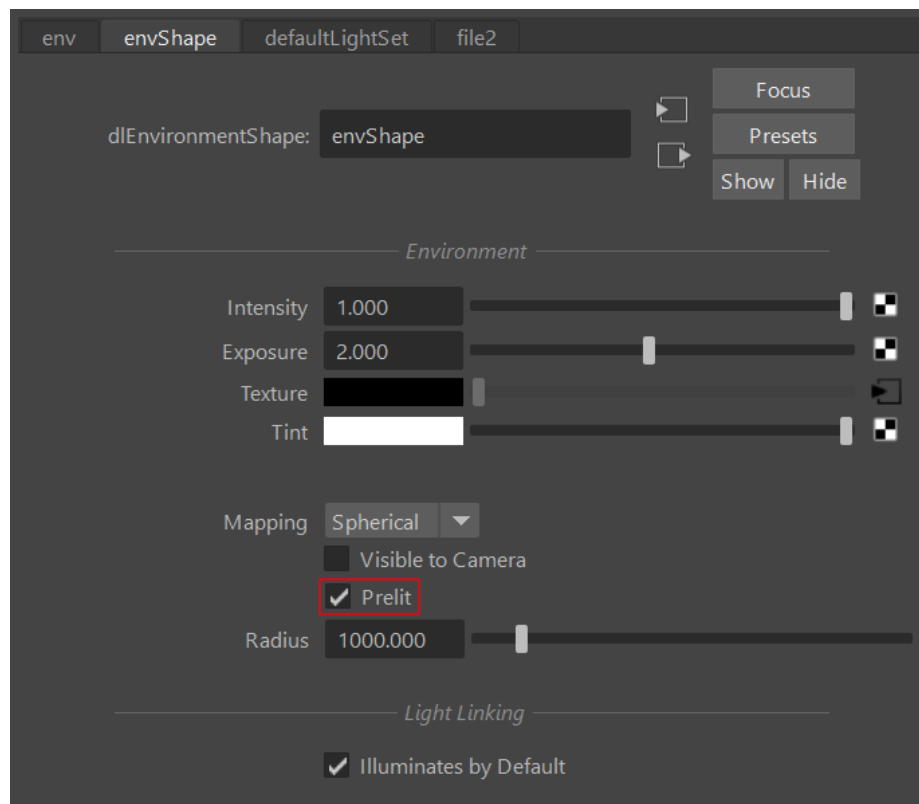 env envShape defaultLightSet file2
Focus
dlEnvironmentShape: envShape Presets
Show Hide
Environment
Intensity 1.000
Exposure 2.000
Texture
Tint
Mapping Spherical
Visible to Camera
Prelit
Radius 1000.000
Light Linking
Illuminates by Default